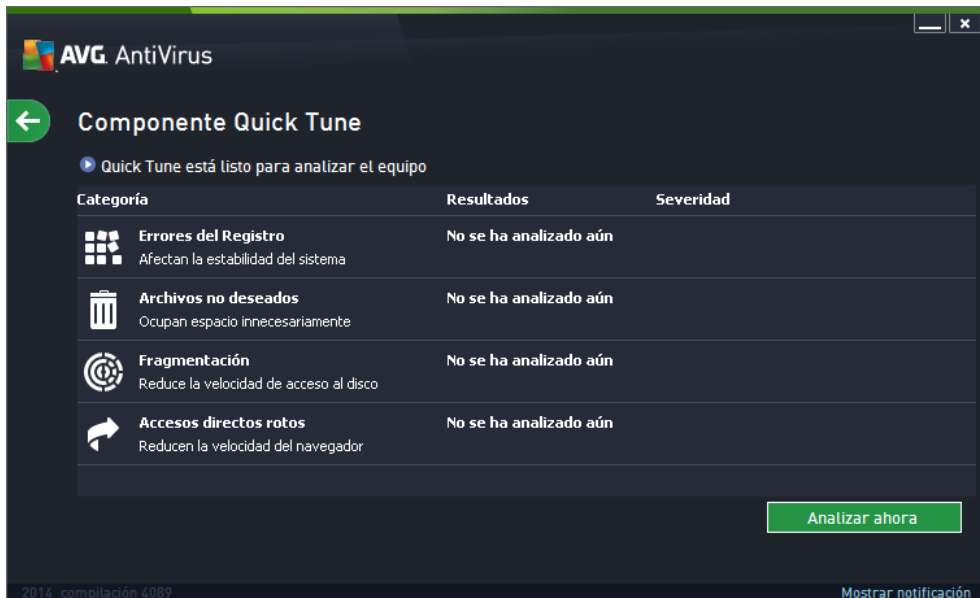 AVG. AntiVirus
Componente Quick Tune
Quick Tune está listo para analizar el equipo
Categoría Resultados Severidad
Errores del Registro No se ha analizado aún
Afectan la estabilidad del sistema
Archivos no deseados No se ha analizado aún
Ocupan espacio innecesariamente
Fragmentación No se ha analizado aún
Reduce la velocidad de acceso al disco
Accesos directos rotos No se ha analizado aún
Reducen la velocidad del navegador
Analizar ahora
2014 compilación 4089 Mostrar notificación